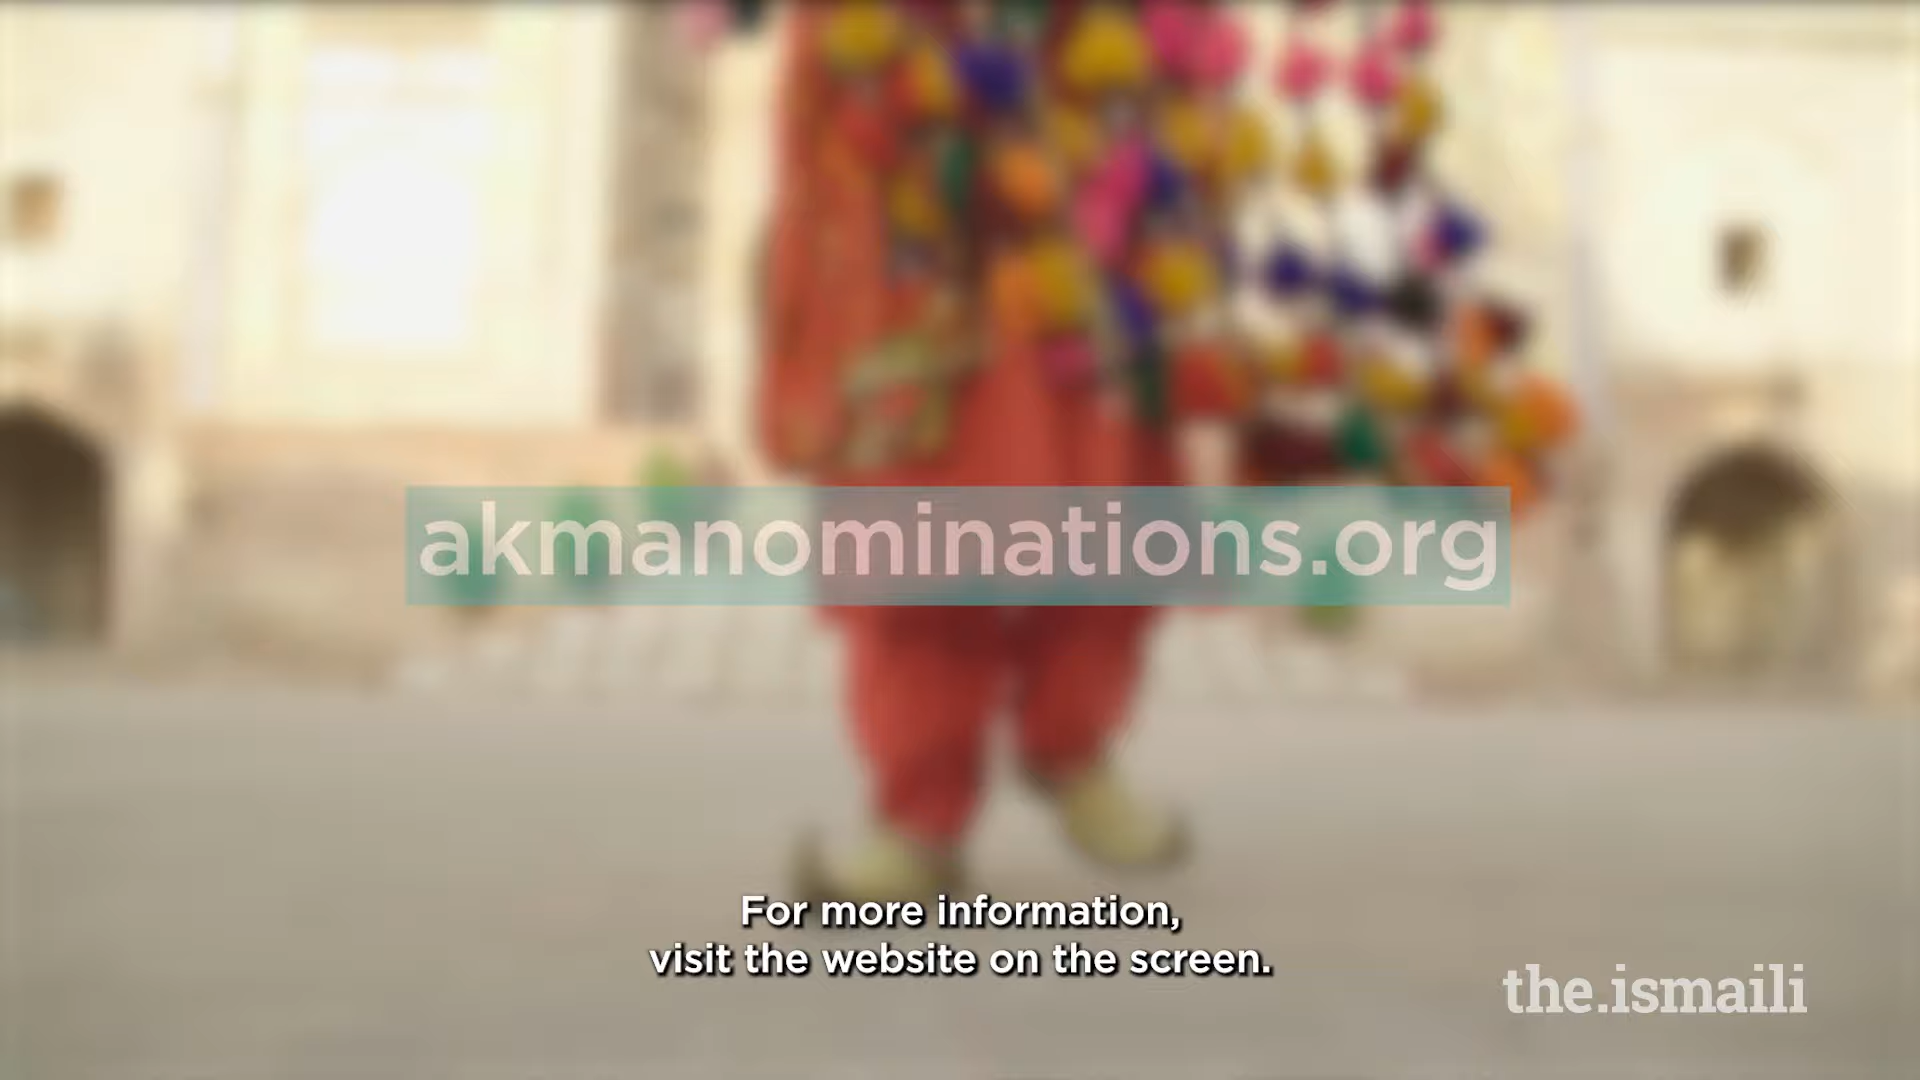 akmanominations.org
For more information,
visit the website on the screen.
the.ismaili